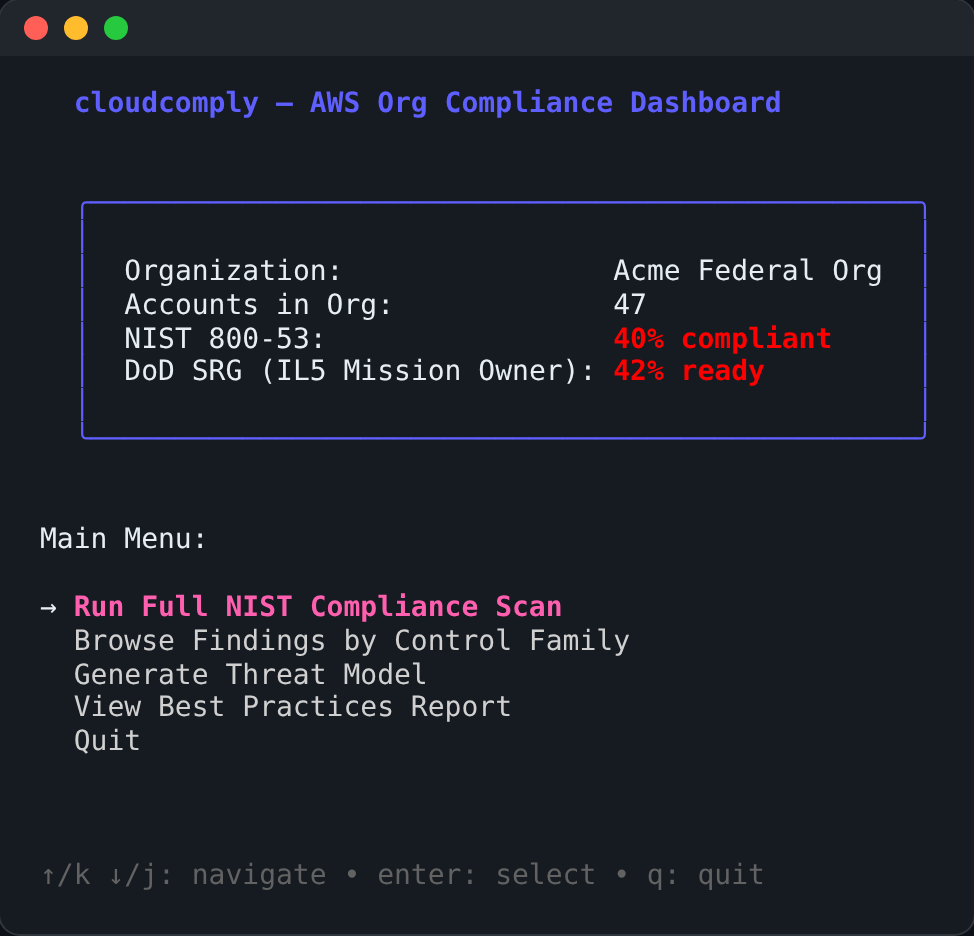 cloudcomply — AWS Org Compliance Dashboard
Organization: Acme Federal Org
Accounts in Org: 47
NIST 800-53: 40% compliant
DoD SRG (IL5 Mission Owner): 42% ready
Main Menu:
→ Run Full NIST Compliance Scan
Browse Findings by Control Family
Generate Threat Model
View Best Practices Report
Quit
↑/k ↓/j: navigate • enter: select • q: quit